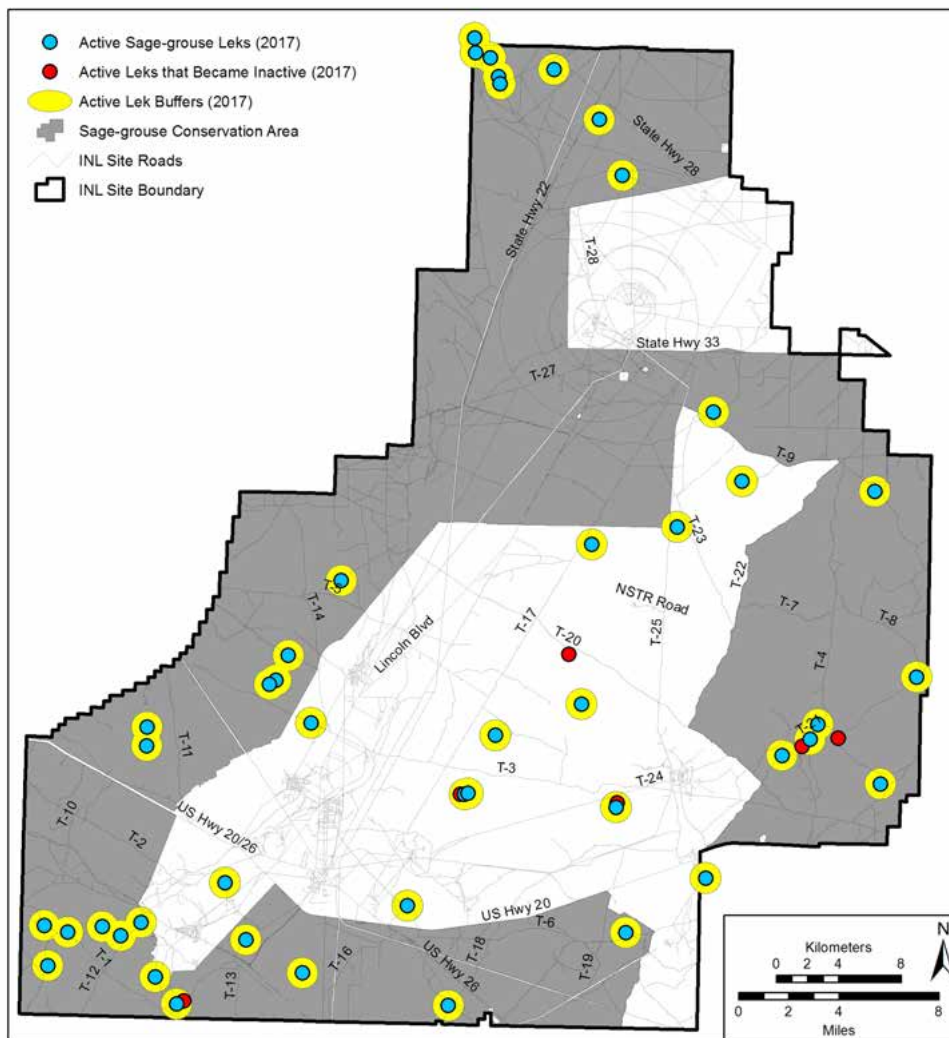 Active Sage-grouse Leks (2017)
Active Leks that Became Inactive (2017)
Active Lek Buffers (2017)
Sage-grouse Conservation Area
INL Site Roads
INL Site Boundary
State Hwy 28
State Hwy 22
T-28
State Hwy 33
T-27
T-9
T-23
T-22
T-5
T-14
NSTR Road
T-7
T-17
T-25
T-8
T-20
Lincoln Blvd
T-4
T-11
T-3
T-24
T-10
US Hwy 20/26
T-2
US Hwy 20
T-6
T-1
T-16
T-18
US Hwy 26
T-12
T-13
T-19
N
Kilometers
0 2 4 8
0 2 4 8
Miles